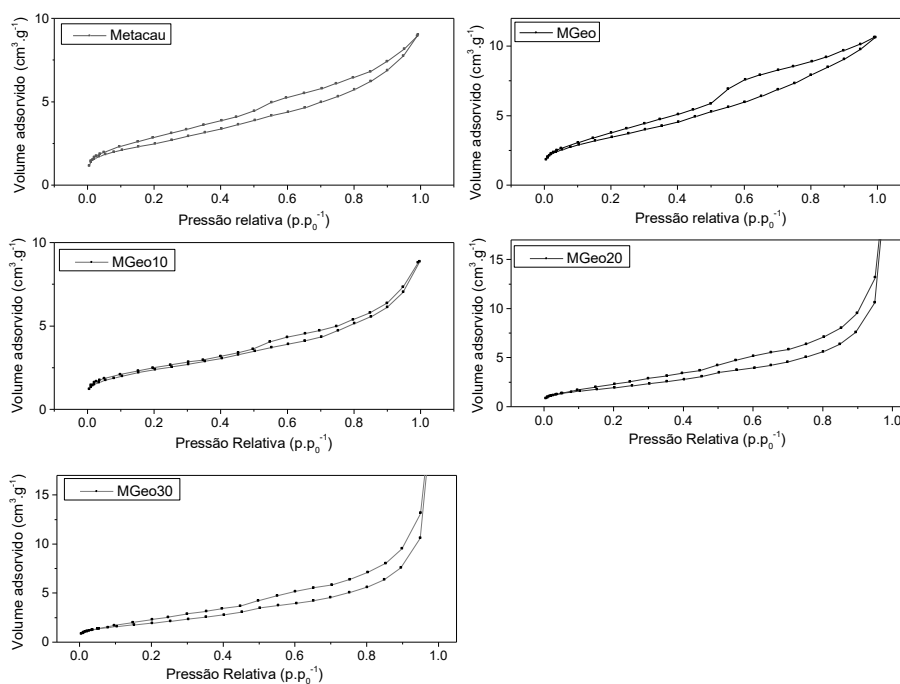 Metacau
Volume adsorvido (cm³.g⁻¹)
10
5
0
0.0 0.2 0.4 0.6 0.8 1.0
Pressão relativa (p.p₀⁻¹)
MGeo
Volume adsorvido (cm³.g⁻¹)
10
5
0
0.0 0.2 0.4 0.6 0.8 1.0
Pressão relativa (p.p₀⁻¹)
MGeo10
Volume adsorvido (cm³.g⁻¹)
10
5
0
0.0 0.2 0.4 0.6 0.8 1.0
Pressão Relativa (p.p₀⁻¹)
MGeo20
Volume adsorvido (cm³.g⁻¹)
15
10
5
0
0.0 0.2 0.4 0.6 0.8 1.0
Pressão Relativa (p.p₀⁻¹)
MGeo30
Volume adsorvido (cm³.g⁻¹)
15
10
5
0
0.0 0.2 0.4 0.6 0.8 1.0
Pressão Relativa (p.p₀⁻¹)